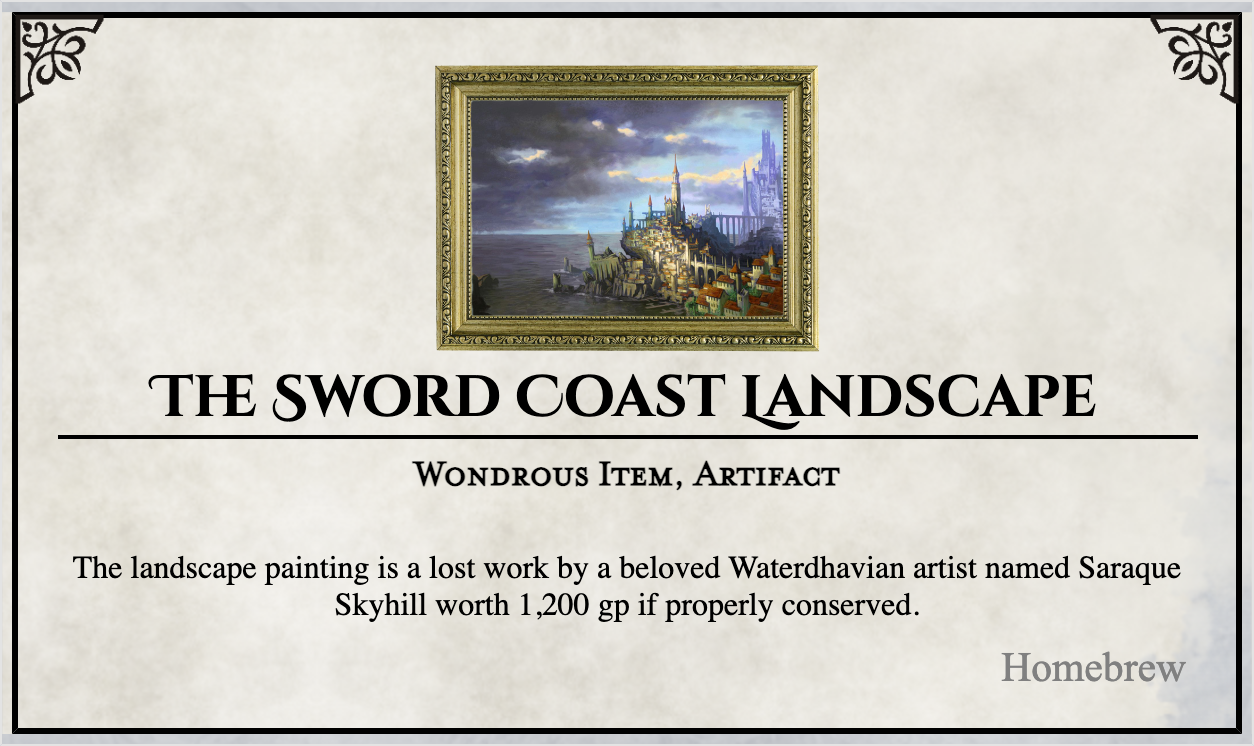 The Sword Coast Landscape
Wondrous Item, Artifact
The landscape painting is a lost work by a beloved Waterdhavian artist named Saraque
Skyhill worth 1,200 gp if properly conserved.
Homebrew